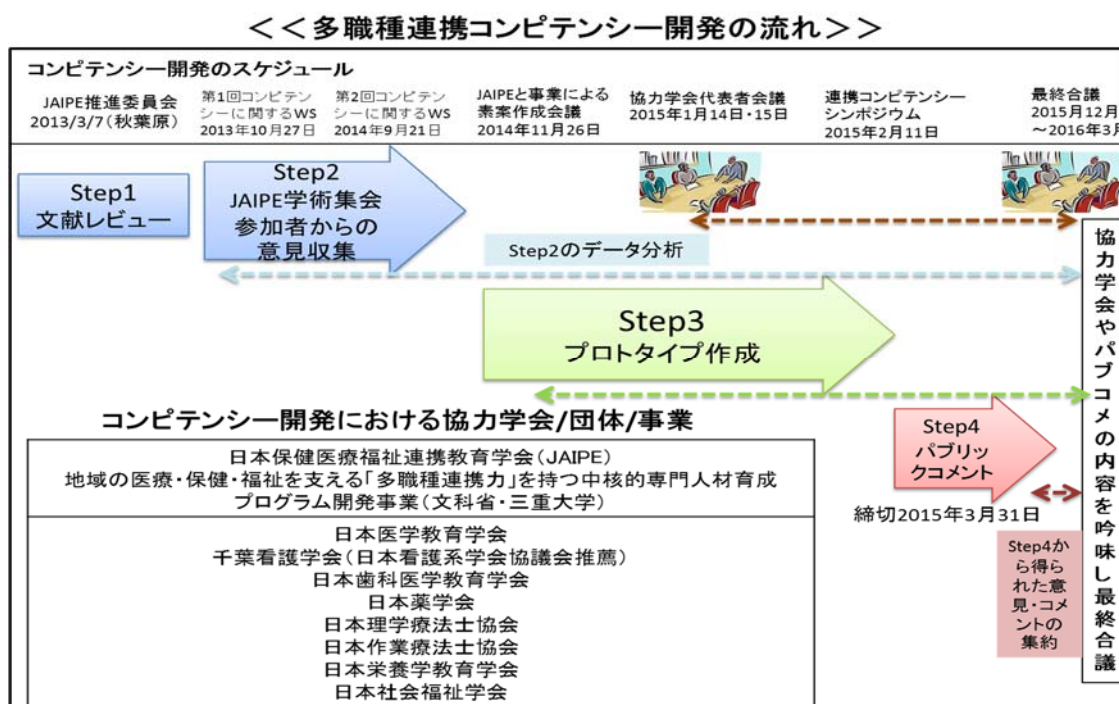 ＜＜多職種連携コンピテンシー開発の流れ＞＞
コンピテンシー開発のスケジュール
JAIPE推進委員会
2013/3/7(秋葉原)
第1回コンピテン
シーに関するWS
2013年10月27日
第2回コンピテン
シーに関するWS
2014年9月21日
JAIPEと事業による
素案作成会議
2014年11月26日
協力学会代表者会議
2015年1月14日・15日
連携コンピテンシー
シンポジウム
2015年2月11日
最終合議
2015年12月
～2016年3月
Step1
文献レビュー
Step2
JAIPE学術集会
参加者からの
意見収集
Step2のデータ分析
Step3
プロトタイプ作成
Step4
パブリッ
クコメント
締切2015年3月31日
Step4か
ら得ら
れた意
見・コメ
ントの
集約
協力学会やパブコメの内容を吟味し最終合議
コンピテンシー開発における協力学会/団体/事業
日本保健医療福祉連携教育学会(JAIPE)
地域の医療・保健・福祉を支える「多職種連携力」を持つ中核的専門人材育成
プログラム開発事業(文科省・三重大学)
日本医学教育学会
千葉看護学会(日本看護系学会協議会推薦)
日本歯科医学教育学会
日本薬学会
日本理学療法士協会
日本作業療法士協会
日本栄養学教育学会
日本社会福祉学会